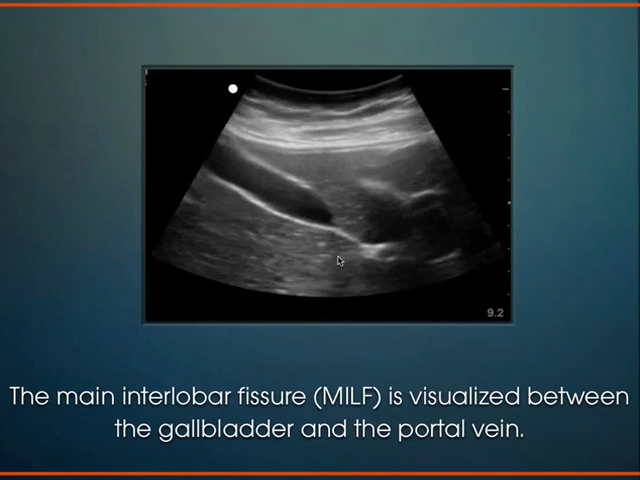 9.2
The main interlobar fissure (MILF) is visualized between
the gallbladder and the portal vein.